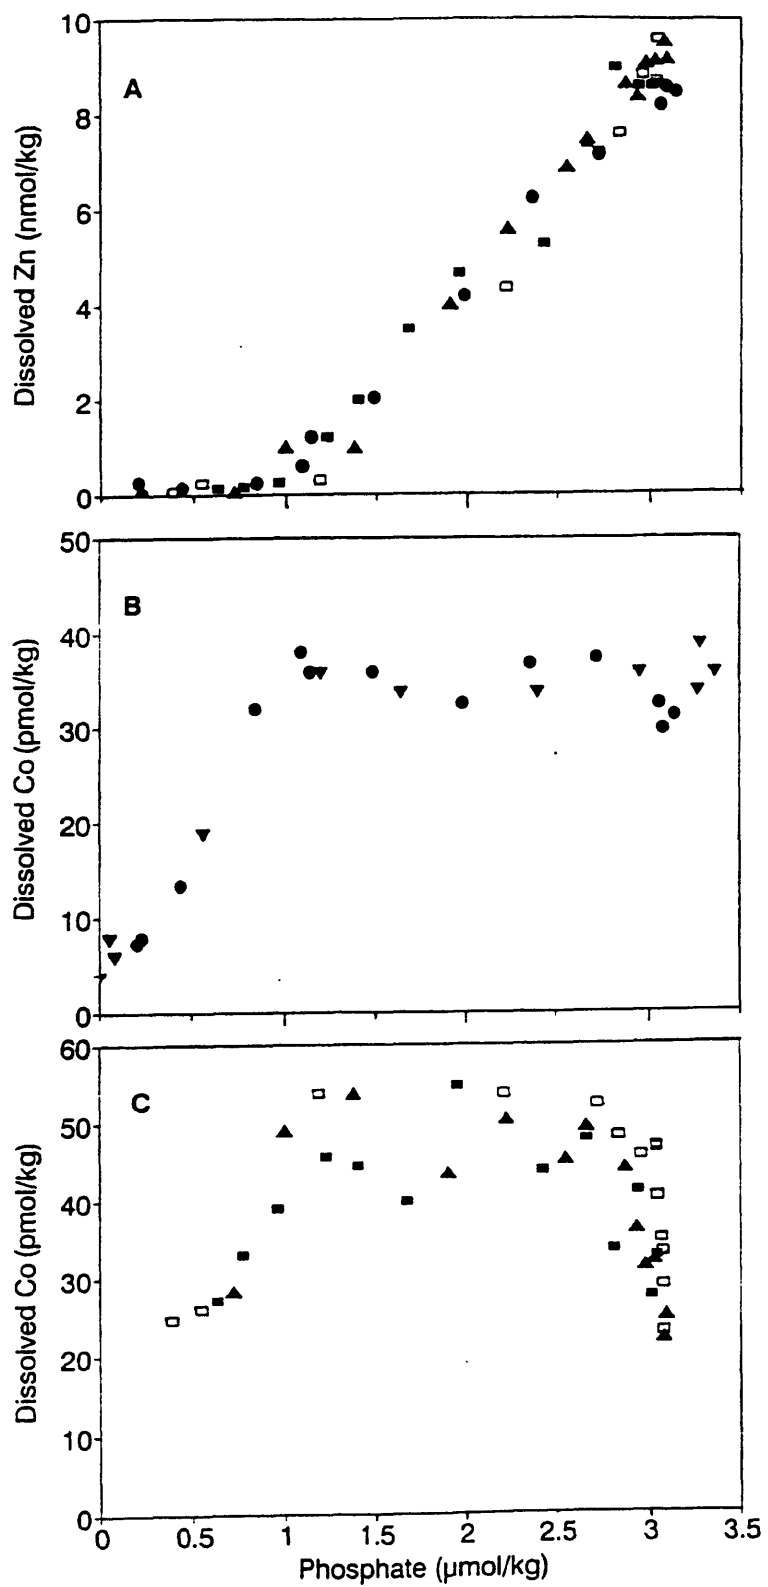 10
A
8
6
4
2
0
Dissolved Zn (nmol/kg)
50
B
40
30
20
10
0
Dissolved Co (pmol/kg)
60
C
50
40
30
20
10
0
Dissolved Co (pmol/kg)
0 0.5 1 1.5 2 2.5 3 3.5
Phosphate (μmol/kg)